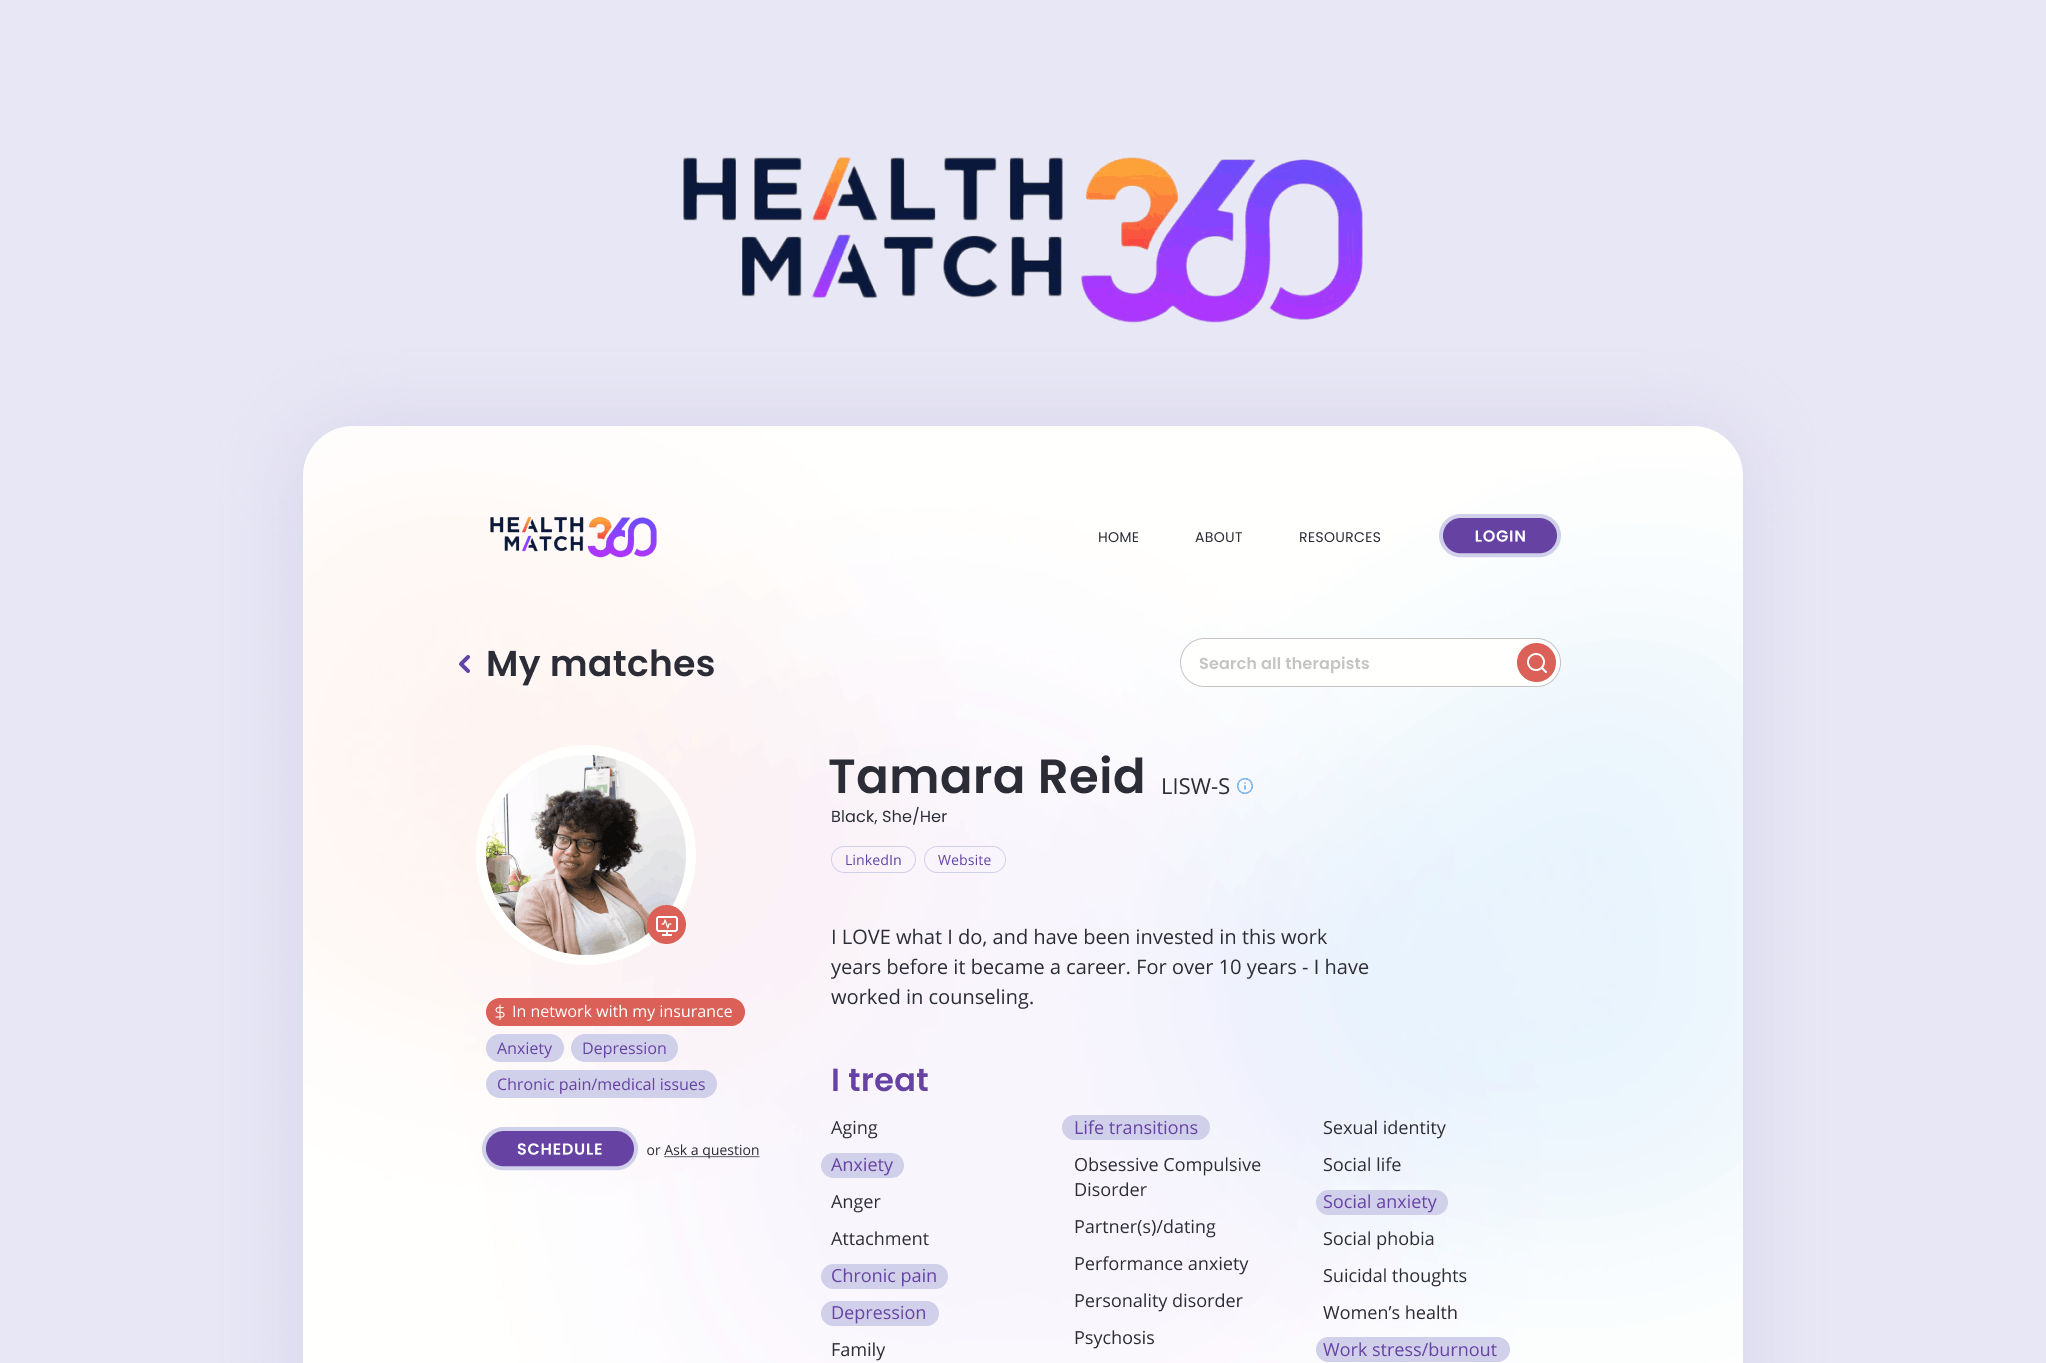 HEALTH
MATCH
360
HEALTH
MATCH
360
HOME
ABOUT
RESOURCES
LOGIN
My matches
Search all therapists
Tamara Reid LISW-S
Black, She/Her
LinkedIn
Website
I LOVE what I do, and have been invested in this work
years before it became a career. For over 10 years - I have
worked in counseling.
$ In network with my insurance
Anxiety
Depression
Chronic pain/medical issues
SCHEDULE
or Ask a question
I treat
Aging
Anxiety
Anger
Attachment
Chronic pain
Depression
Family
Life transitions
Obsessive Compulsive
Disorder
Partner(s)/dating
Performance anxiety
Personality disorder
Psychosis
Sexual identity
Social life
Social anxiety
Social phobia
Suicidal thoughts
Women’s health
Work stress/burnout